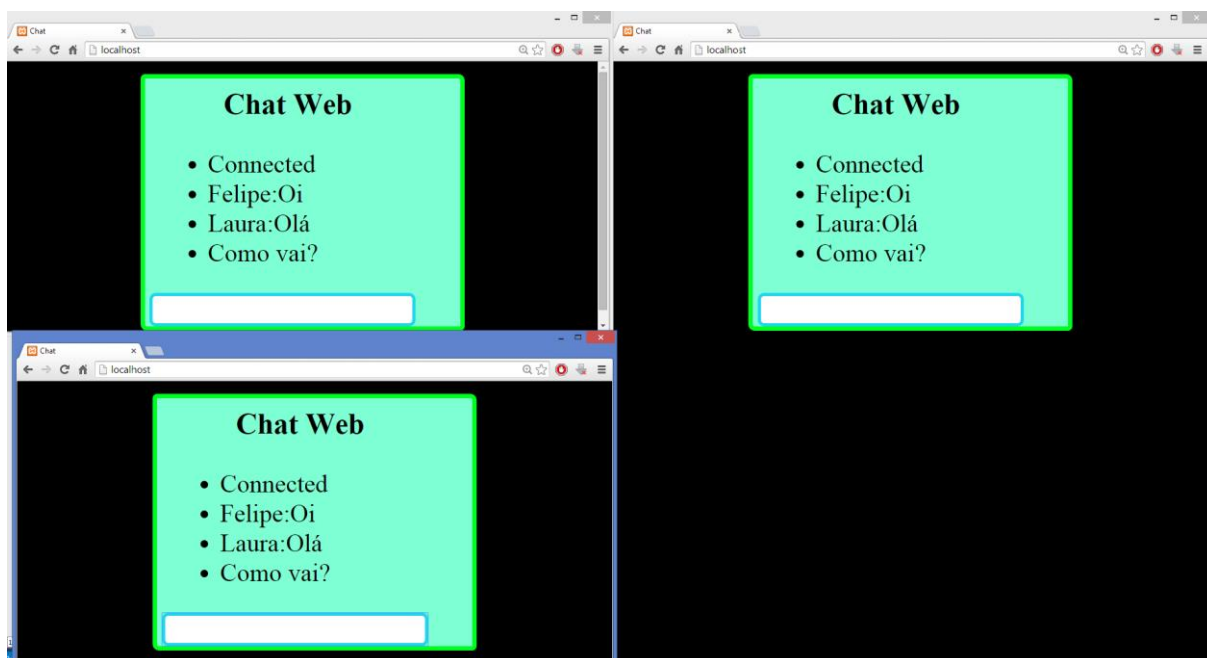 Chat
localhost
Chat Web
Connected
Felipe:Oi
Laura:Olá
Como vai?
Chat
localhost
Chat Web
Connected
Felipe:Oi
Laura:Olá
Como vai?
Chat
localhost
Chat Web
Connected
Felipe:Oi
Laura:Olá
Como vai?